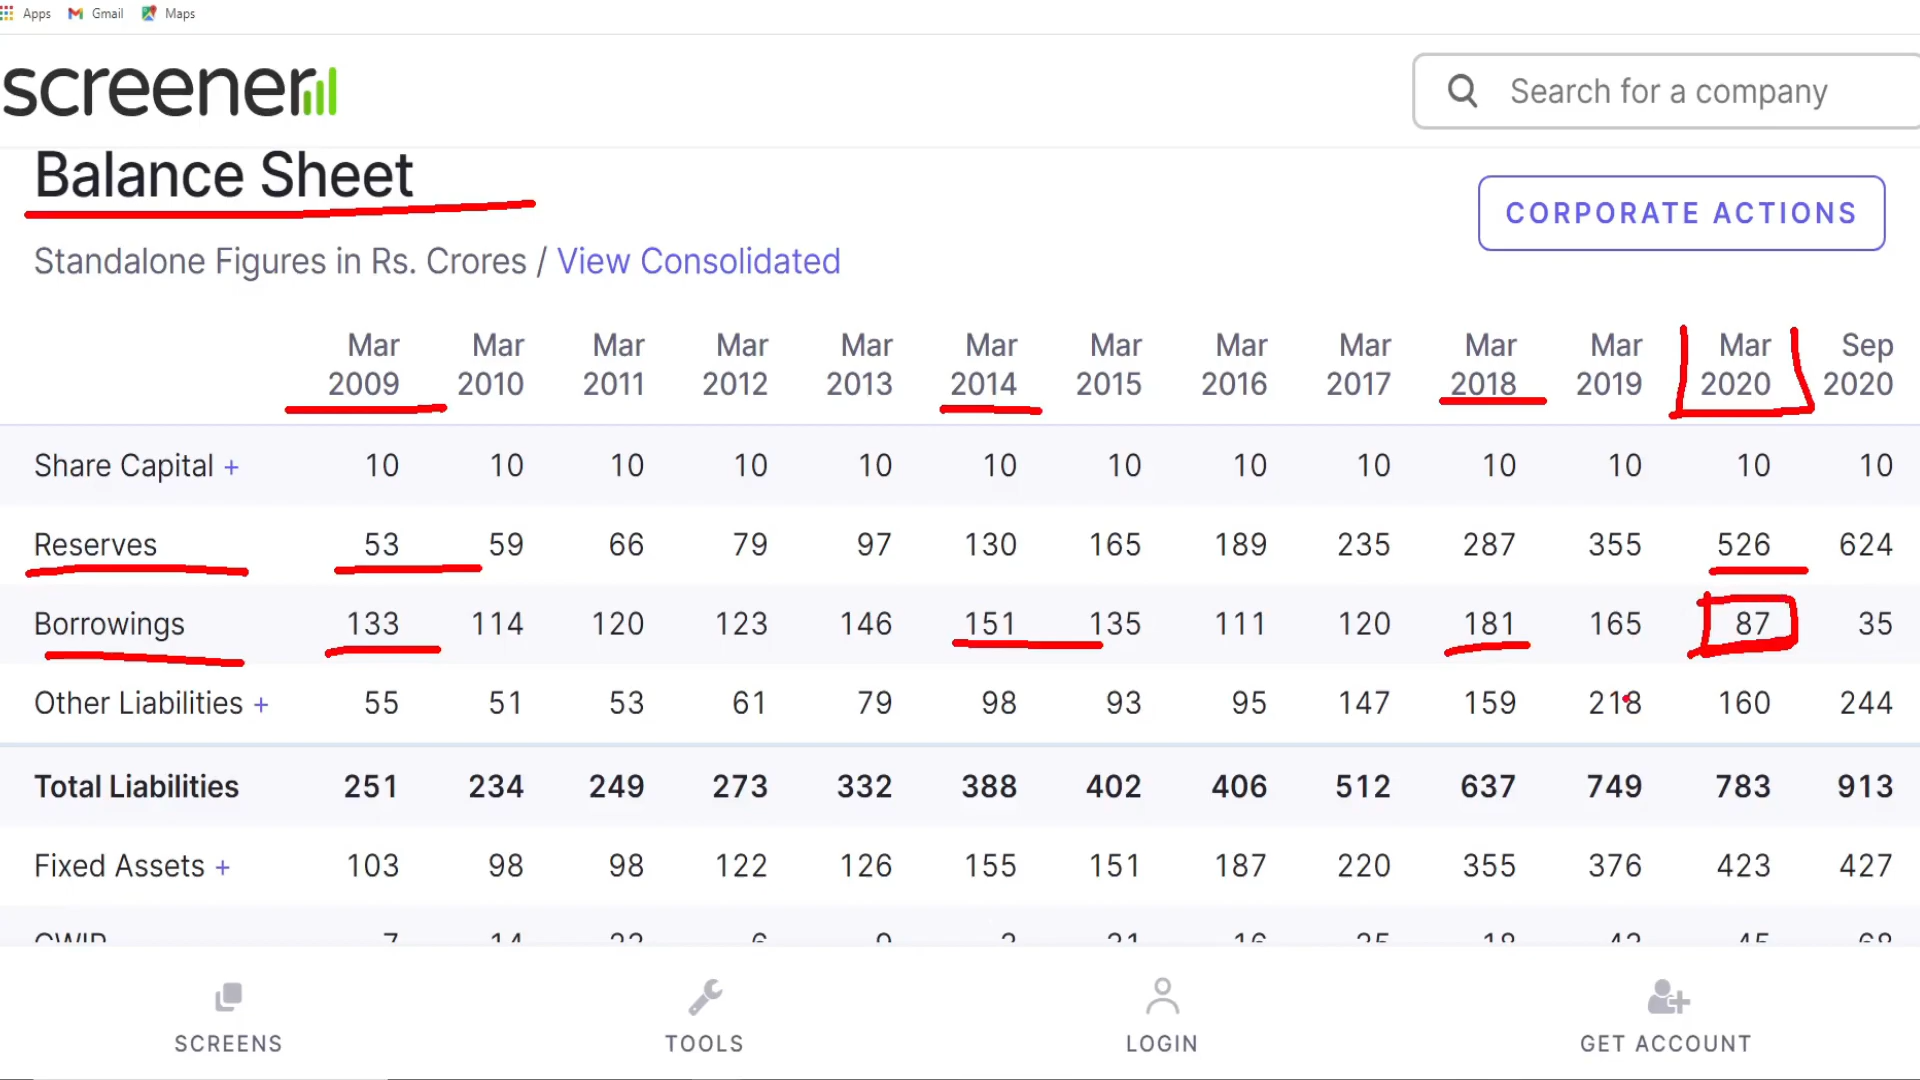 Apps Gmail Maps
screener
Search for a company
Balance Sheet
CORPORATE ACTIONS
Standalone Figures in Rs. Crores / View Consolidated
Mar 2009 Mar 2010 Mar 2011 Mar 2012 Mar 2013 Mar 2014 Mar 2015 Mar 2016 Mar 2017 Mar 2018 Mar 2019 Mar 2020 Sep 2020
Share Capital + 10 10 10 10 10 10 10 10 10 10 10 10 10
Reserves 53 59 66 79 97 130 165 189 235 287 355 526 624
Borrowings 133 114 120 123 146 151 135 111 120 181 165 87 35
Other Liabilities + 55 51 53 61 79 98 93 95 147 159 218 160 244
Total Liabilities 251 234 249 273 332 388 402 406 512 637 749 783 913
Fixed Assets + 103 98 98 122 126 155 151 187 220 355 376 423 427
SCREENS TOOLS LOGIN GET ACCOUNT